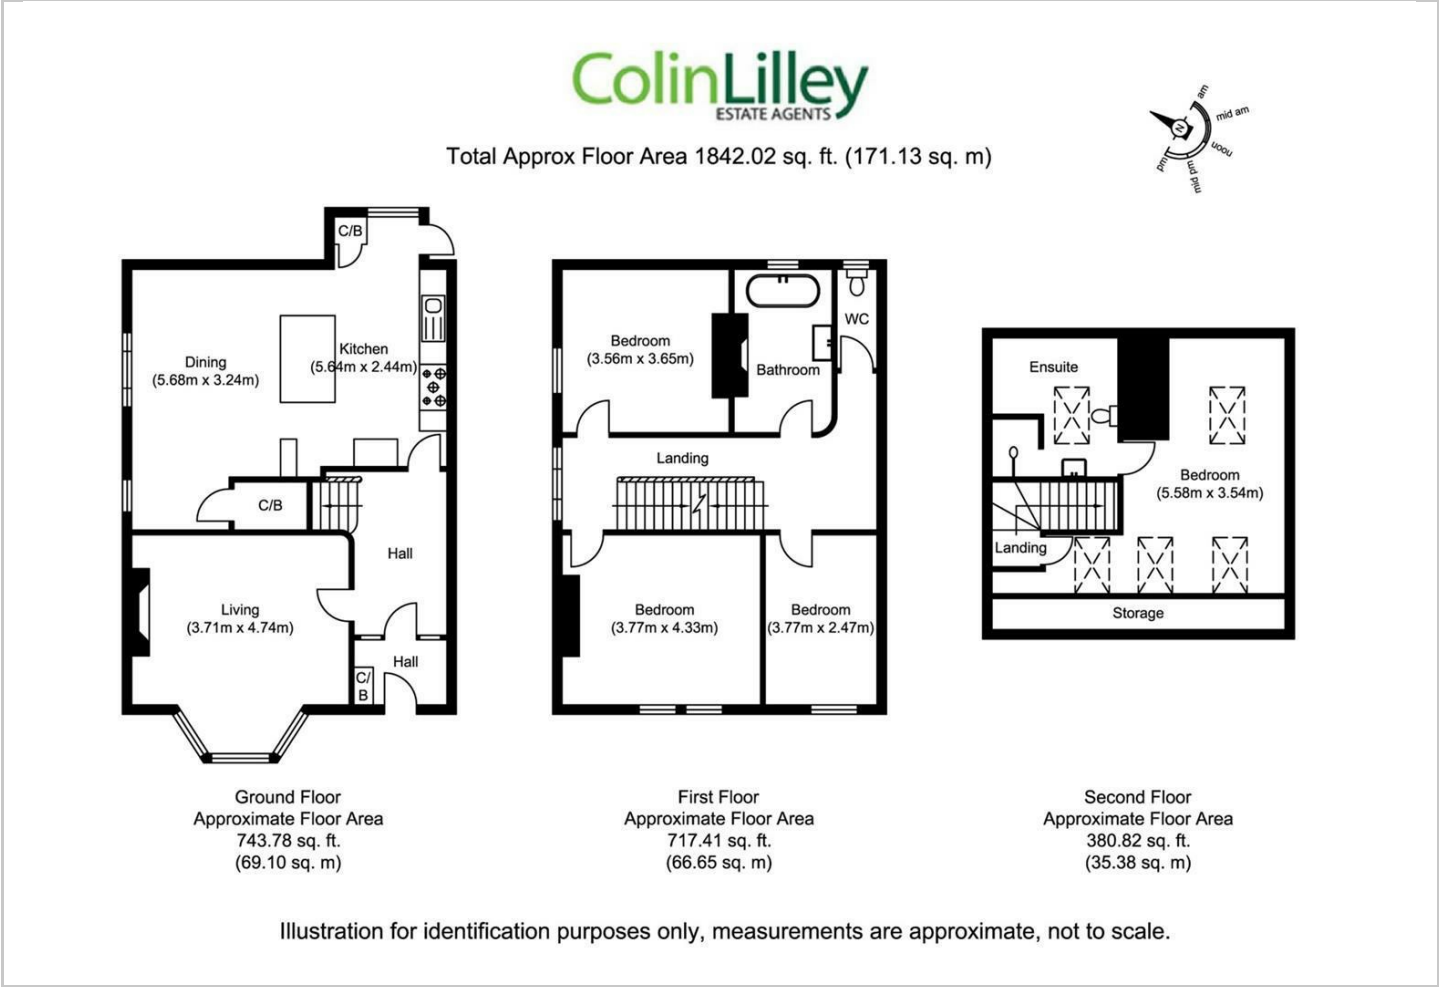 ColinLilley
ESTATE AGENTS
Total Approx Floor Area 1842.02 sq. ft. (171.13 sq. m)
am
mid am
noon
mid pm
pm
N
C/B
Dining
(5.68m x 3.24m)
Kitchen
(5.64m x 2.44m)
C/B
Hall
Living
(3.71m x 4.74m)
Hall
C/
B
Ground Floor
Approximate Floor Area
743.78 sq. ft.
(69.10 sq. m)
Bedroom
(3.56m x 3.65m)
Bathroom
WC
Landing
Bedroom
(3.77m x 4.33m)
Bedroom
(3.77m x 2.47m)
First Floor
Approximate Floor Area
717.41 sq. ft.
(66.65 sq. m)
Ensuite
Bedroom
(5.58m x 3.54m)
Landing
Storage
Second Floor
Approximate Floor Area
380.82 sq. ft.
(35.38 sq. m)
Illustration for identification purposes only, measurements are approximate, not to scale.